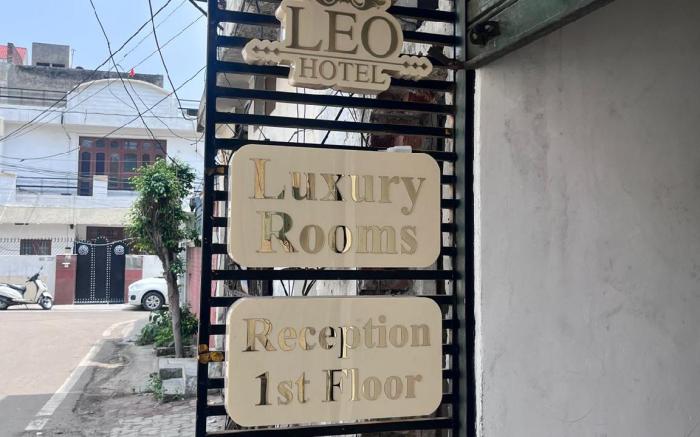 LEO
HOTEL
Luxury
Rooms
Reception
1st Floor